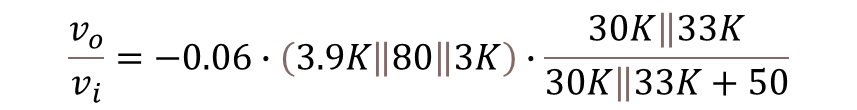 v_o/v_i = −0.06 · (3.9K‖80‖3K) · (30K‖33K)/(30K‖33K + 50)